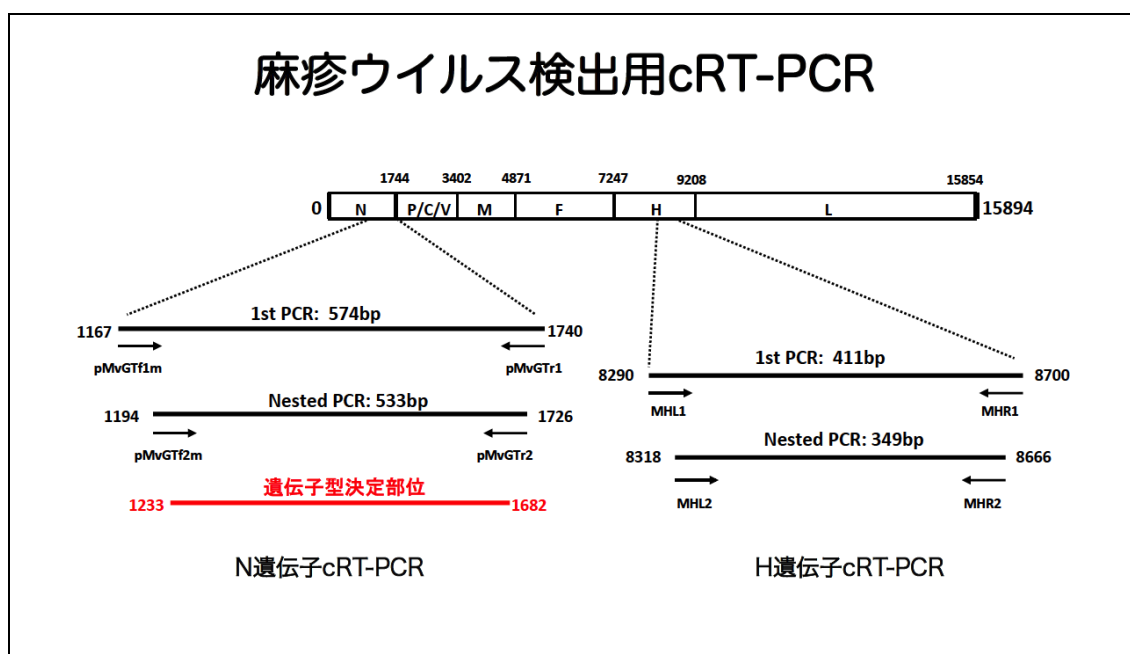 麻疹ウイルス検出用cRT-PCR
1744 3402 4871 7247 9208 15854
0 N P/C/V M F H L 15894
1st PCR: 574bp
1167 1740
pMvGTf1m pMvGTr1
Nested PCR: 533bp
1194 1726
pMvGTf2m pMvGTr2
遺伝子型決定部位
1233 1682
N遺伝子cRT-PCR
1st PCR: 411bp
8290 8700
MHL1 MHR1
Nested PCR: 349bp
8318 8666
MHL2 MHR2
H遺伝子cRT-PCR